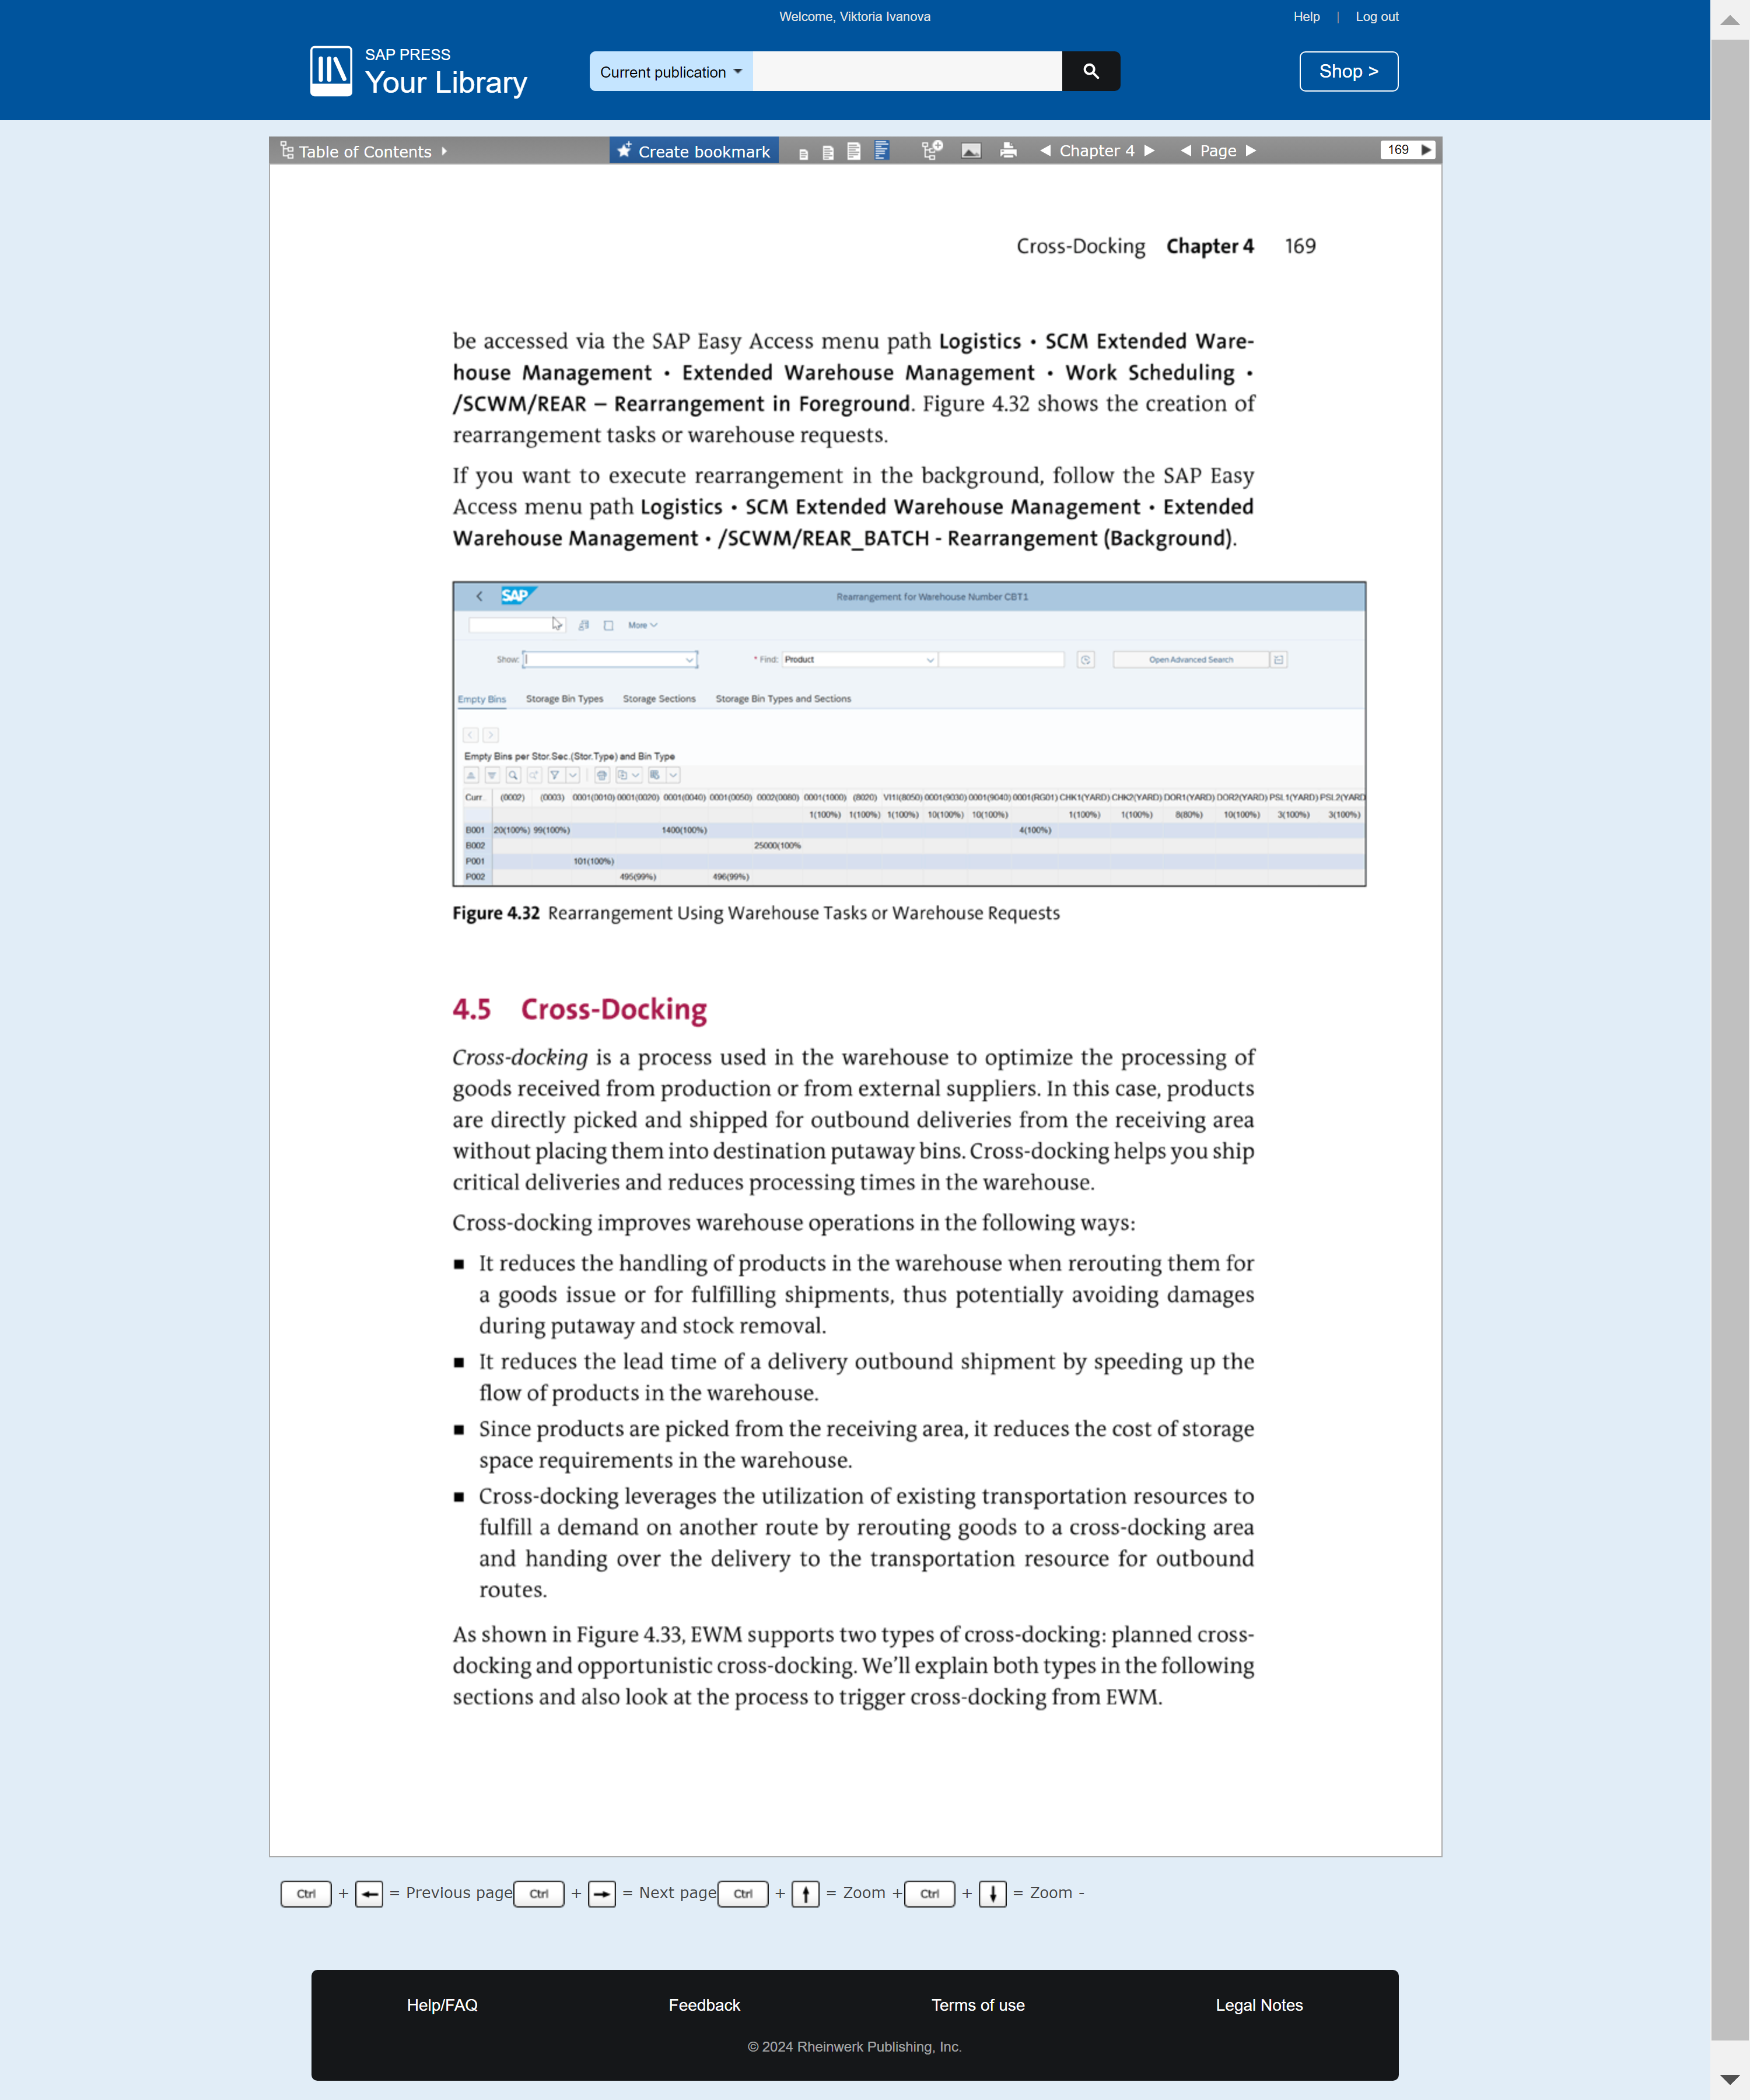 Welcome, Viktoria Ivanova
Help | Log out
SAP PRESS
Your Library
Current publication
Shop >
Table of Contents
Create bookmark
Chapter 4
Page
169
Cross-Docking Chapter 4 169
be accessed via the SAP Easy Access menu path Logistics • SCM Extended Ware-
house Management • Extended Warehouse Management • Work Scheduling •
/SCWM/REAR – Rearrangement in Foreground. Figure 4.32 shows the creation of
rearrangement tasks or warehouse requests.
If you want to execute rearrangement in the background, follow the SAP Easy
Access menu path Logistics • SCM Extended Warehouse Management • Extended
Warehouse Management • /SCWM/REAR_BATCH - Rearrangement (Background).
SAP
Rearrangement for Warehouse Number CBT1
More
Show:
* Find: Product
Open Advanced Search
Empty Bins Storage Bin Types Storage Sections Storage Bin Types and Sections
Empty Bins per Stor.Sec.(Stor.Type) and Bin Type
Curr. (0002) (0003) 0001(0010) 0001(0020) 0001(0040) 0001(0050) 0002(0080) 0001(1000) (8020) VI1I(8050) 0001(9030) 0001(9040) 0001(RG01) CHK1(YARD) CHK2(YARD) DOR1(YARD) DOR2(YARD) PSL1(YARD) PSL2(YARD
1(100%) 1(100%) 1(100%) 10(100%) 10(100%) 1(100%) 1(100%) 8(80%) 10(100%) 3(100%) 3(100%)
B001 20(100%) 99(100%) 1400(100%) 4(100%)
B002 25000(100%
P001 101(100%)
P002 495(99%) 496(99%)
Figure 4.32 Rearrangement Using Warehouse Tasks or Warehouse Requests
4.5 Cross-Docking
Cross-docking is a process used in the warehouse to optimize the processing of
goods received from production or from external suppliers. In this case, products
are directly picked and shipped for outbound deliveries from the receiving area
without placing them into destination putaway bins. Cross-docking helps you ship
critical deliveries and reduces processing times in the warehouse.
Cross-docking improves warehouse operations in the following ways:
■ It reduces the handling of products in the warehouse when rerouting them for
a goods issue or for fulfilling shipments, thus potentially avoiding damages
during putaway and stock removal.
■ It reduces the lead time of a delivery outbound shipment by speeding up the
flow of products in the warehouse.
■ Since products are picked from the receiving area, it reduces the cost of storage
space requirements in the warehouse.
■ Cross-docking leverages the utilization of existing transportation resources to
fulfill a demand on another route by rerouting goods to a cross-docking area
and handing over the delivery to the transportation resource for outbound
routes.
As shown in Figure 4.33, EWM supports two types of cross-docking: planned cross-
docking and opportunistic cross-docking. We'll explain both types in the following
sections and also look at the process to trigger cross-docking from EWM.
Ctrl + ← = Previous page Ctrl + → = Next page Ctrl + ↑ = Zoom + Ctrl + ↓ = Zoom -
Help/FAQ Feedback Terms of use Legal Notes
© 2024 Rheinwerk Publishing, Inc.